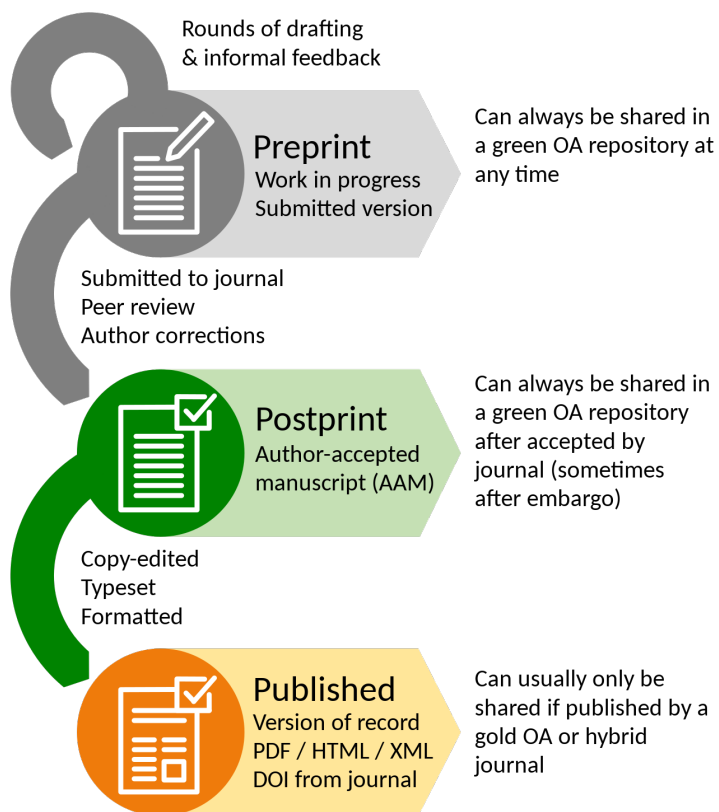 Rounds of drafting
& informal feedback
Preprint
Work in progress
Submitted version
Can always be shared in
a green OA repository at
any time
Submitted to journal
Peer review
Author corrections
Postprint
Author-accepted
manuscript (AAM)
Can always be shared in
a green OA repository
after accepted by
journal (sometimes
after embargo)
Copy-edited
Typeset
Formatted
Published
Version of record
PDF / HTML / XML
DOI from journal
Can usually only be
shared if published by a
gold OA or hybrid
journal